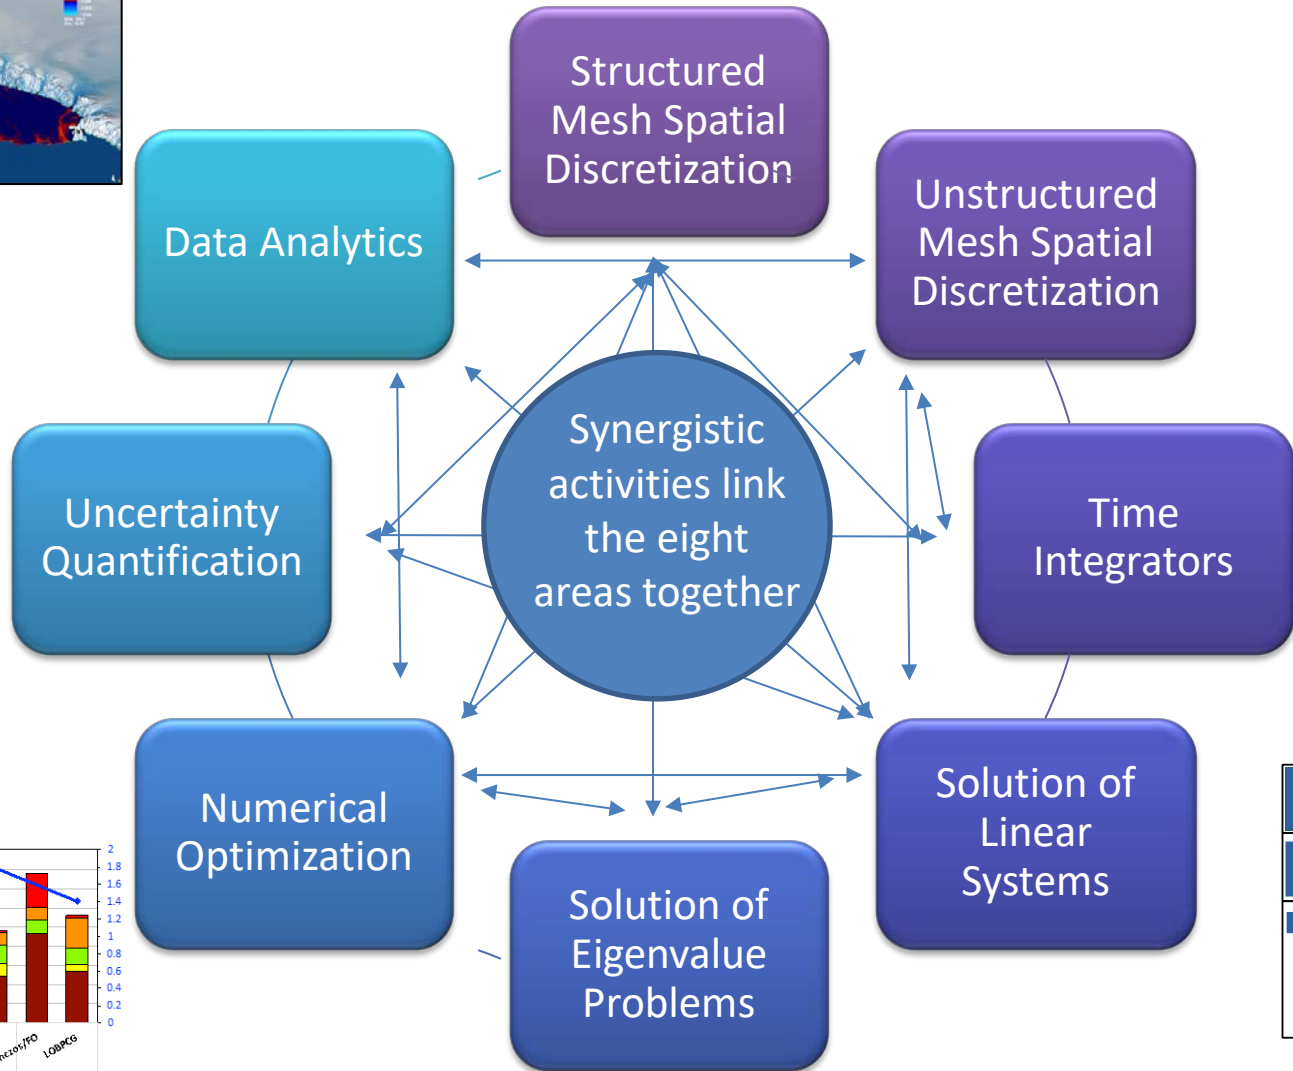 Structured
Mesh Spatial
Discretization
Unstructured
Mesh Spatial
Discretization
Data Analytics
Synergistic
activities link
the eight
areas together
Uncertainty
Quantification
Time
Integrators
Numerical
Optimization
Solution of
Linear
Systems
Solution of
Eigenvalue
Problems
2
1.8
1.6
1.4
1.2
1
0.8
0.6
0.4
0.2
0
LOBPCG